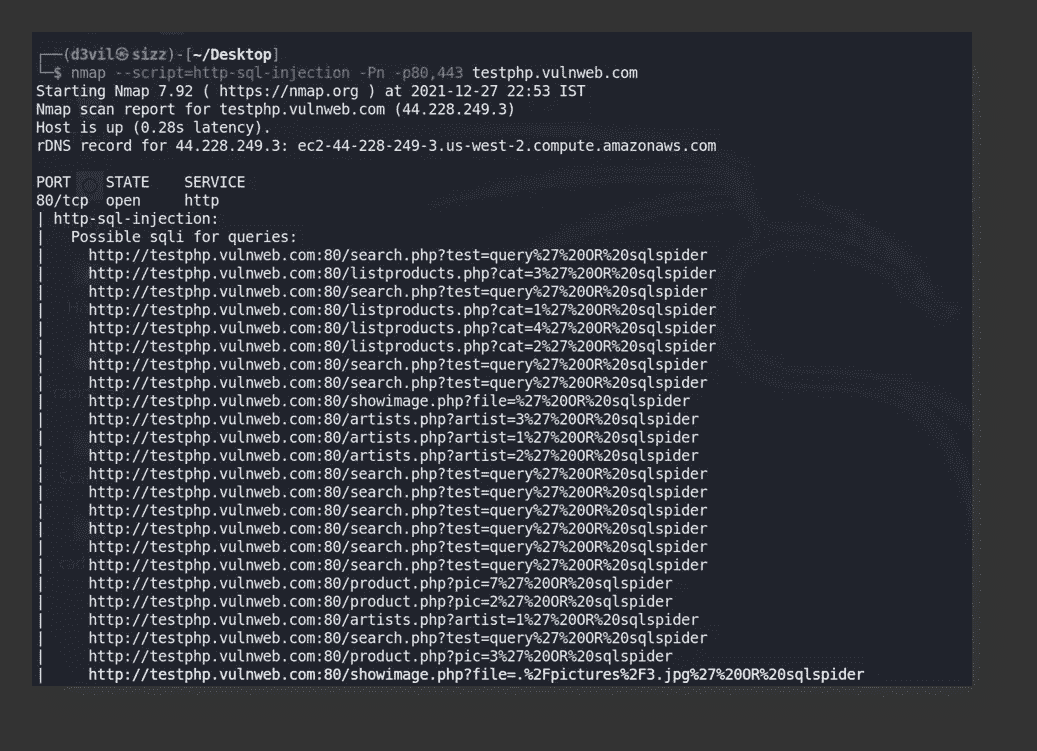 ┌──(d3vil㉿sizz)-[~/Desktop]
└─$ nmap --script=http-sql-injection -Pn -p80,443 testphp.vulnweb.com
Starting Nmap 7.92 ( https://nmap.org ) at 2021-12-27 22:53 IST
Nmap scan report for testphp.vulnweb.com (44.228.249.3)
Host is up (0.28s latency).
rDNS record for 44.228.249.3: ec2-44-228-249-3.us-west-2.compute.amazonaws.com
PORT    STATE    SERVICE
80/tcp  open     http
| http-sql-injection:
|   Possible sqli for queries:
|     http://testphp.vulnweb.com:80/search.php?test=query%27%20OR%20sqlspider
|     http://testphp.vulnweb.com:80/listproducts.php?cat=3%27%20OR%20sqlspider
|     http://testphp.vulnweb.com:80/search.php?test=query%27%20OR%20sqlspider
|     http://testphp.vulnweb.com:80/listproducts.php?cat=1%27%20OR%20sqlspider
|     http://testphp.vulnweb.com:80/listproducts.php?cat=4%27%20OR%20sqlspider
|     http://testphp.vulnweb.com:80/listproducts.php?cat=2%27%20OR%20sqlspider
|     http://testphp.vulnweb.com:80/search.php?test=query%27%20OR%20sqlspider
|     http://testphp.vulnweb.com:80/search.php?test=query%27%20OR%20sqlspider
|     http://testphp.vulnweb.com:80/showimage.php?file=%27%20OR%20sqlspider
|     http://testphp.vulnweb.com:80/artists.php?artist=3%27%20OR%20sqlspider
|     http://testphp.vulnweb.com:80/artists.php?artist=1%27%20OR%20sqlspider
|     http://testphp.vulnweb.com:80/artists.php?artist=2%27%20OR%20sqlspider
|     http://testphp.vulnweb.com:80/search.php?test=query%27%20OR%20sqlspider
|     http://testphp.vulnweb.com:80/search.php?test=query%27%20OR%20sqlspider
|     http://testphp.vulnweb.com:80/search.php?test=query%27%20OR%20sqlspider
|     http://testphp.vulnweb.com:80/search.php?test=query%27%20OR%20sqlspider
|     http://testphp.vulnweb.com:80/search.php?test=query%27%20OR%20sqlspider
|     http://testphp.vulnweb.com:80/search.php?test=query%27%20OR%20sqlspider
|     http://testphp.vulnweb.com:80/product.php?pic=7%27%20OR%20sqlspider
|     http://testphp.vulnweb.com:80/product.php?pic=2%27%20OR%20sqlspider
|     http://testphp.vulnweb.com:80/artists.php?artist=1%27%20OR%20sqlspider
|     http://testphp.vulnweb.com:80/search.php?test=query%27%20OR%20sqlspider
|     http://testphp.vulnweb.com:80/product.php?pic=3%27%20OR%20sqlspider
|     http://testphp.vulnweb.com:80/showimage.php?file=.%2Fpictures%2F3.jpg%27%20OR%20sqlspider